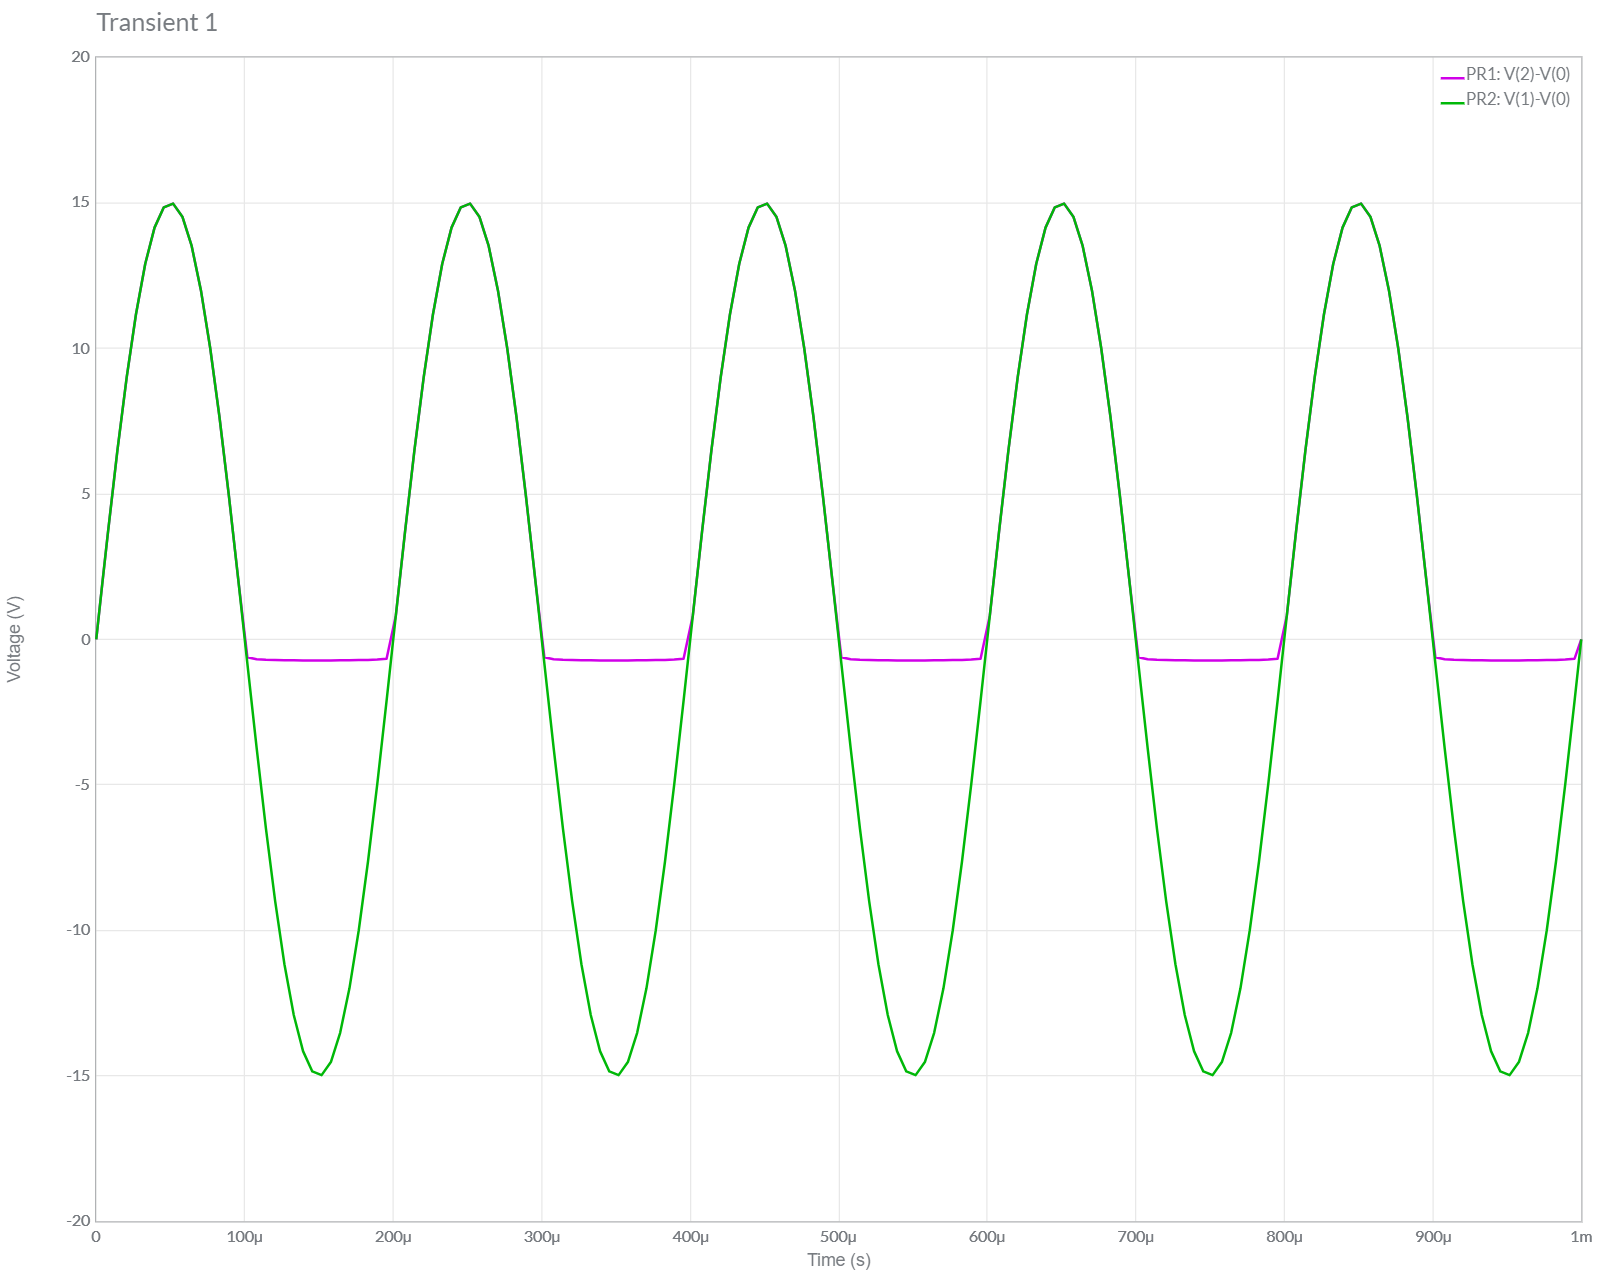 Transient 1
PR1: V(2)-V(0)
PR2: V(1)-V(0)
20
15
10
5
0
-5
-10
-15
-20
Voltage (V)
0 100µ 200µ 300µ 400µ 500µ 600µ 700µ 800µ 900µ 1m
Time (s)